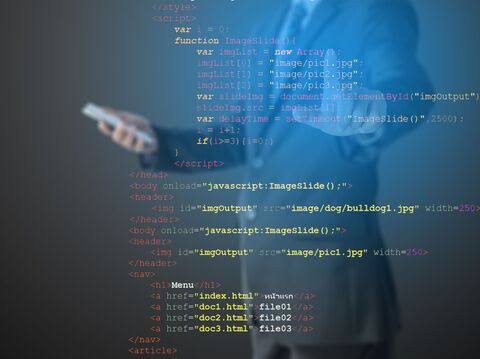 </style>
<script>
var i = 0;
function ImageSlide(){
var imgList = new Array();
imgList[0] = "image/pic1.jpg";
imgList[1] = "image/pic2.jpg";
imgList[2] = "image/pic3.jpg";
var slideImg = document.getElementById("imgOutput")
slideImg.src = imgList[i];
var delayTime = setTimeout("ImageSlide()",2500);
i = i+1;
if(i>=3){i=0;}
}
</script>
</head>
<body onload="javascript:ImageSlide();">
<header>
<img id="imgOutput" src="image/dog/bulldog1.jpg" width=250>
</header>
<body onload="javascript:ImageSlide();">
<header>
<img id="imgOutput" src="image/pic1.jpg" width=250>
</header>
<nav>
<h1>Menu</h1>
<a href="index.html">หน้าแรก</a>
<a href="doc1.html">file01</a>
<a href="doc2.html">file02</a>
<a href="doc3.html">file03</a>
</nav>
<article>